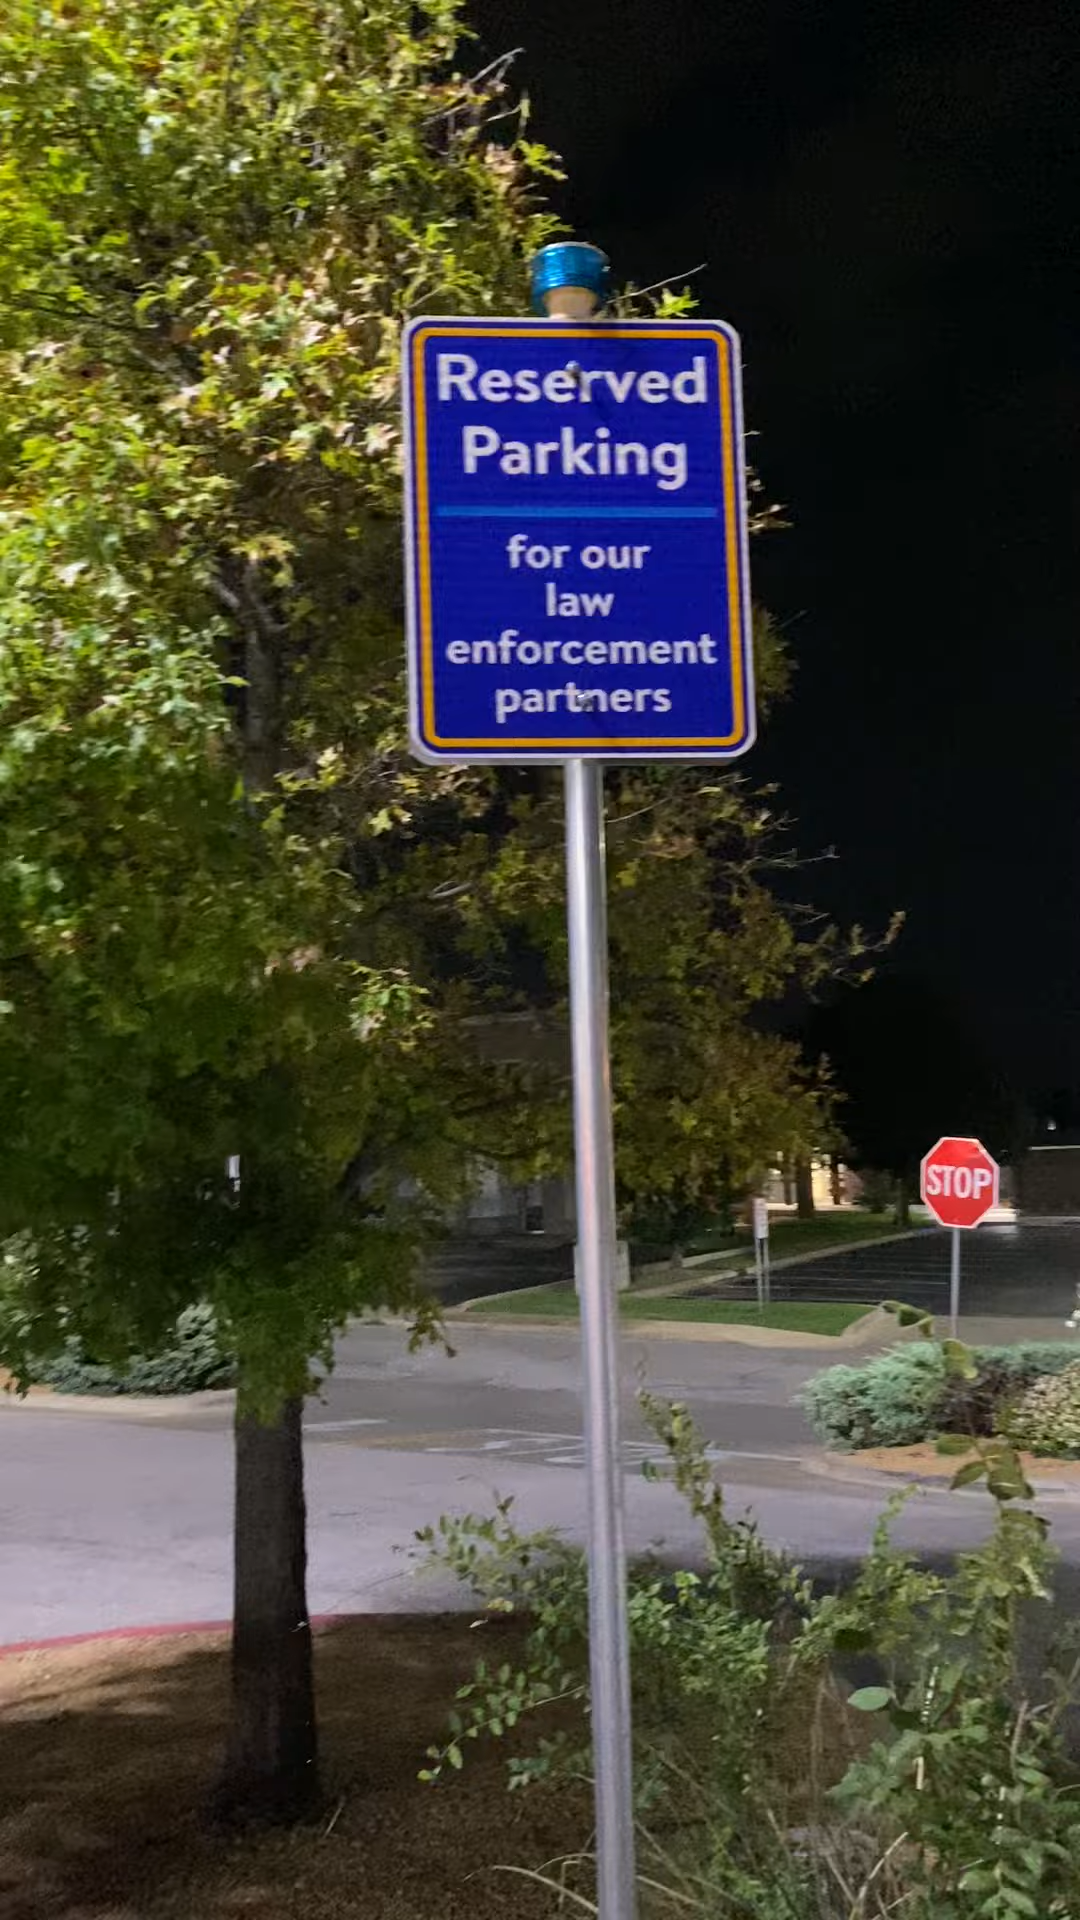 Reserved
Parking
for our
law
enforcement
partners
STOP